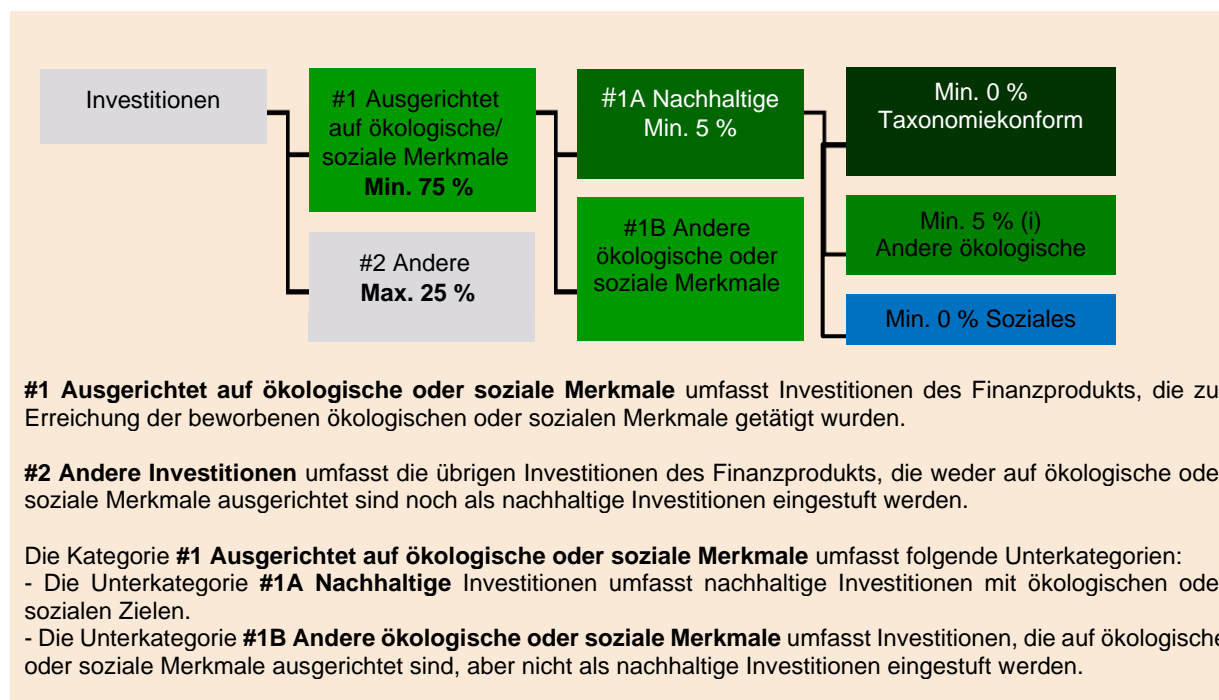 Investitionen
#1 Ausgerichtet
auf ökologische/
soziale Merkmale
Min. 75 %
#2 Andere
Max. 25 %
#1A Nachhaltige
Min. 5 %
#1B Andere
ökologische oder
soziale Merkmale
Min. 0 %
Taxonomiekonform
Min. 5 % (i)
Andere ökologische
Min. 0 % Soziales
#1 Ausgerichtet auf ökologische oder soziale Merkmale umfasst Investitionen des Finanzprodukts, die zu
Erreichung der beworbenen ökologischen oder sozialen Merkmale getätigt wurden.
#2 Andere Investitionen umfasst die übrigen Investitionen des Finanzprodukts, die weder auf ökologische ode
soziale Merkmale ausgerichtet sind noch als nachhaltige Investitionen eingestuft werden.
Die Kategorie #1 Ausgerichtet auf ökologische oder soziale Merkmale umfasst folgende Unterkategorien:
- Die Unterkategorie #1A Nachhaltige Investitionen umfasst nachhaltige Investitionen mit ökologischen ode
sozialen Zielen.
- Die Unterkategorie #1B Andere ökologische oder soziale Merkmale umfasst Investitionen, die auf ökologische
oder soziale Merkmale ausgerichtet sind, aber nicht als nachhaltige Investitionen eingestuft werden.